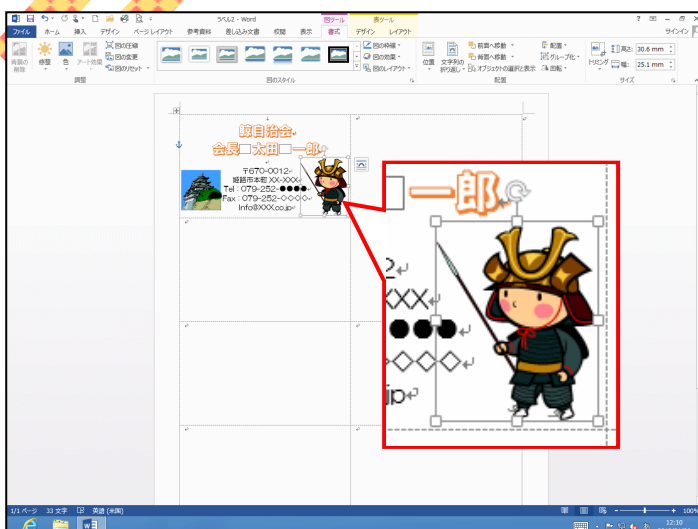 ラベル2 - Word
図ツール
表ツール
サインイン
ファイル ホーム 挿入 デザイン ページ レイアウト 参考資料 差し込み文書 校閲 表示 書式 デザイン レイアウト
背景の削除
修整
色
アート効果
図の圧縮
図の変更
図のリセット
調整
図のスタイル
図の枠線
図の効果
図のレイアウト
位置
文字列の折り返し
前面へ移動
背面へ移動
オブジェクトの選択と表示
配置
グループ化
回転
配置
トリミング
高さ: 30.6 mm
幅: 25.1 mm
サイズ
鯨自治会
会長□太田□一郎
〒670-0012
姫路市本町 XX-XXX
Tel:079-252-●●●●
Fax:079-252-◇◇◇◇
Info@XXX.co.jp
□一郎
2
XXX
●●●
◇◇◇◇
jp
1/1 ページ 33 文字 英語 (米国) 100%
12:10